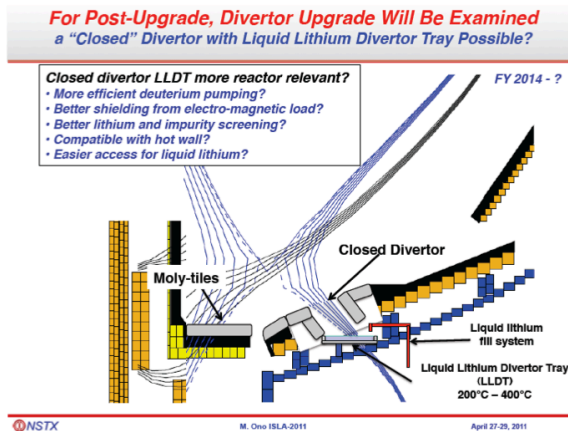 For Post-Upgrade, Divertor Upgrade Will Be Examined
a “Closed” Divertor with Liquid Lithium Divertor Tray Possible?
Closed divertor LLDT more reactor relevant?
• More efficient deuterium pumping?
• Better shielding from electro-magnetic load?
• Better lithium and impurity screening?
• Compatible with hot wall?
• Easier access for liquid lithium?
FY 2014 - ?
Closed Divertor
Moly-tiles
Liquid lithium
fill system
Liquid Lithium Divertor Tray
(LLDT)
200°C – 400°C
NSTX
M. Ono ISLA-2011
April 27-29, 2011